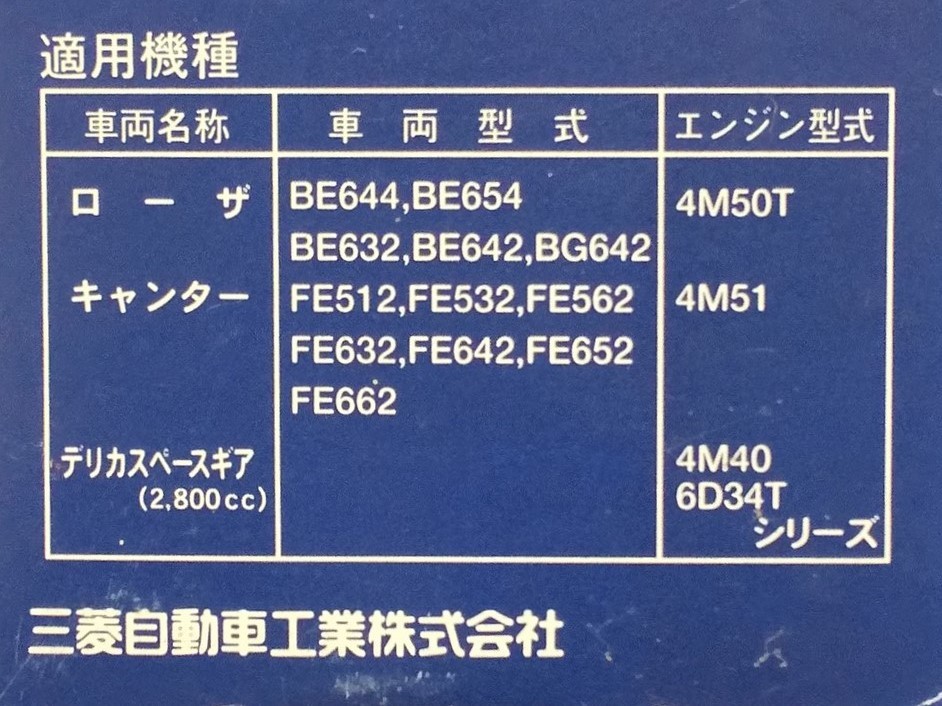 適用機種
車両名称 車両型式 エンジン型式
ローザ BE644,BE654 4M50T
BE632,BE642,BG642
キャンター FE512,FE532,FE562 4M51
FE632,FE642,FE652
FE662
デリカスペースギア 4M40
(2,800cc) 6D34T
シリーズ
三菱自動車工業株式会社